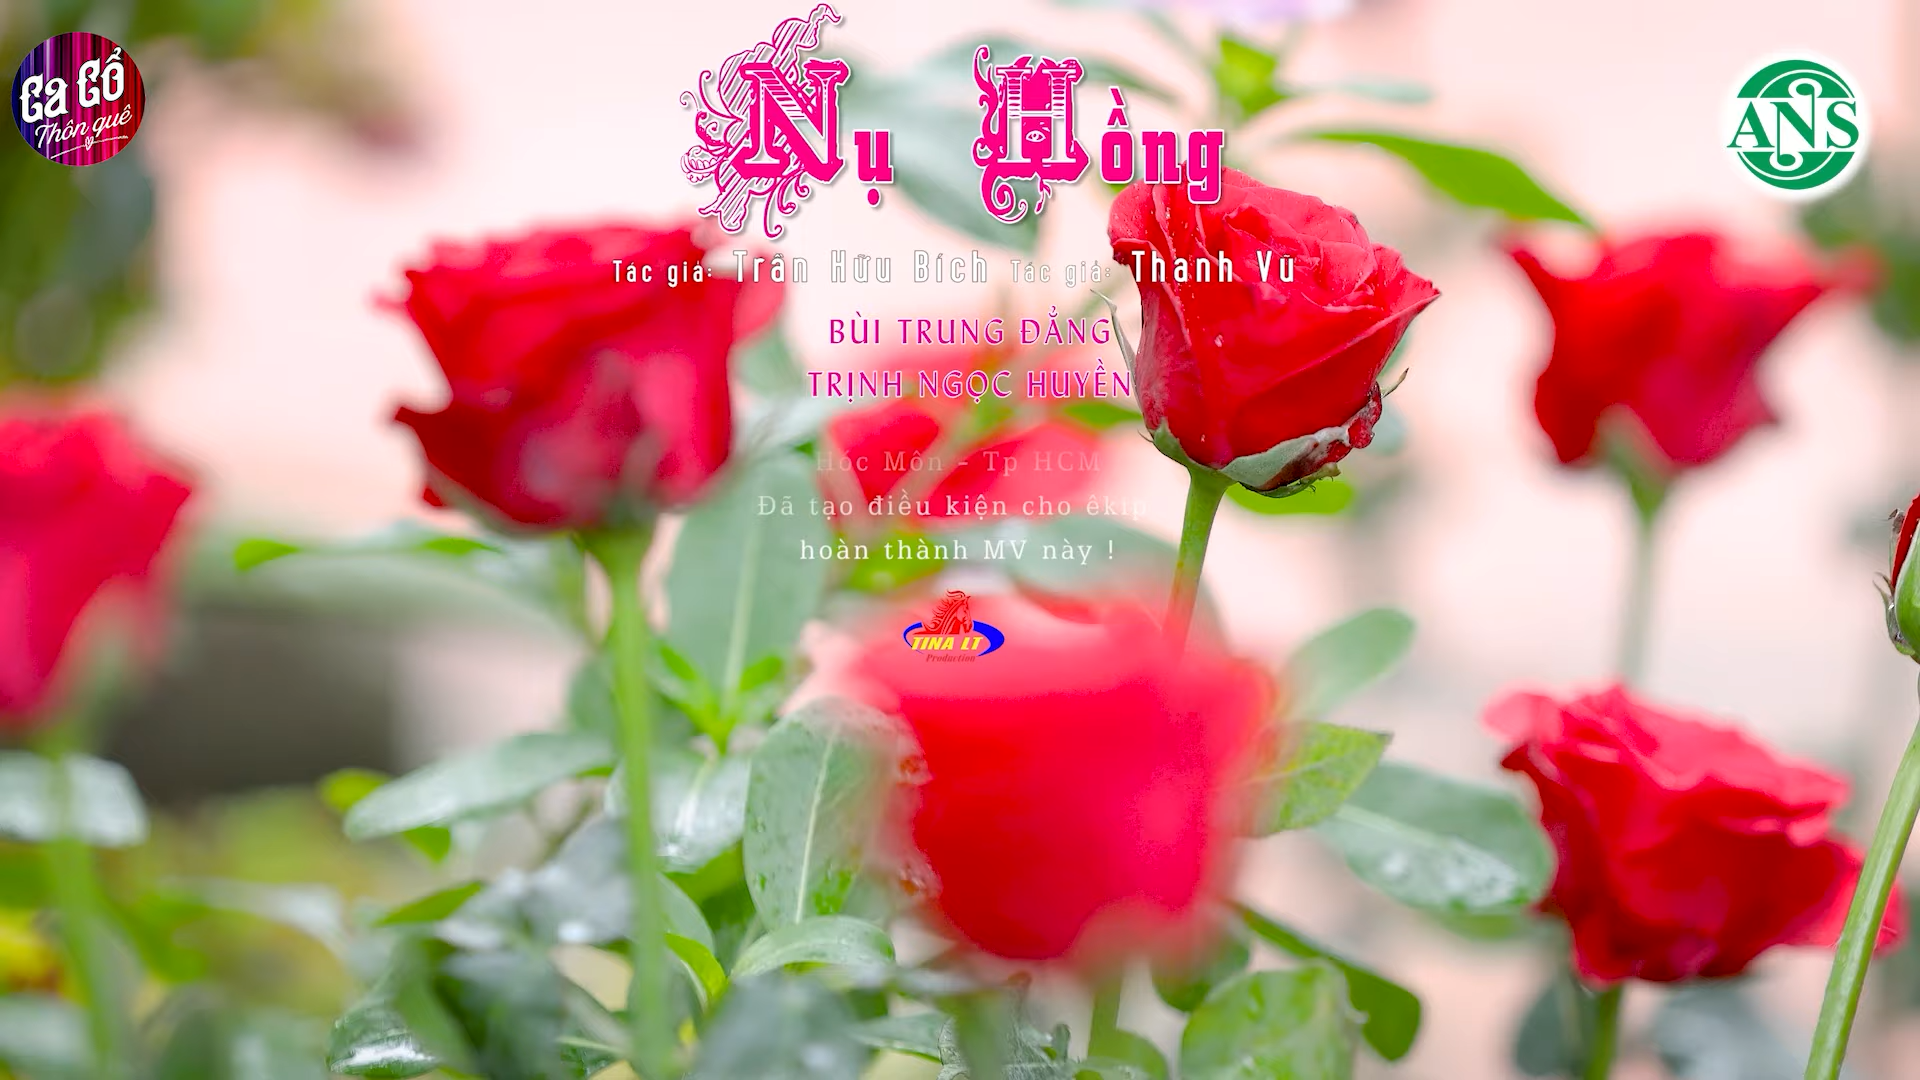 Ca Cổ
Thôn quê
Nụ Hồng
ANS
Tác giả: Trần Hữu Bích Tác giả: Thanh Vũ
BÙI TRUNG ĐẲNG
TRỊNH NGỌC HUYỀN
Hóc Môn - Tp HCM
Đã tạo điều kiện cho êkip
hoàn thành MV này !
TINA LT
Production